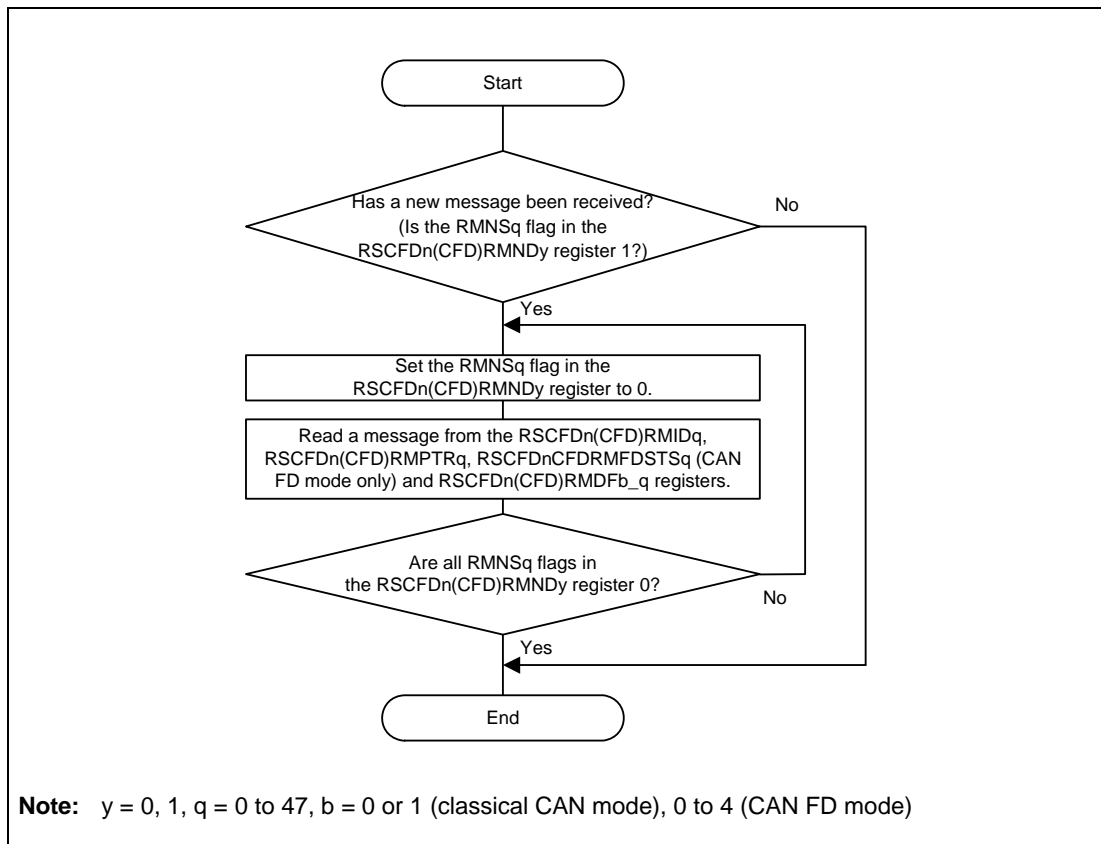 Start
Has a new message been received?
(Is the RMNSq flag in the
RSCFDn(CFD)RMNDy register 1?)
No
Yes
Set the RMNSq flag in the
RSCFDn(CFD)RMNDy register to 0.
Read a message from the RSCFDn(CFD)RMIDq,
RSCFDn(CFD)RMPTRq, RSCFDnCFDRMFDSTSq (CAN
FD mode only) and RSCFDn(CFD)RMDFb_q registers.
Are all RMNSq flags in
the RSCFDn(CFD)RMNDy register 0?
No
Yes
End
Note: y = 0, 1, q = 0 to 47, b = 0 or 1 (classical CAN mode), 0 to 4 (CAN FD mode)